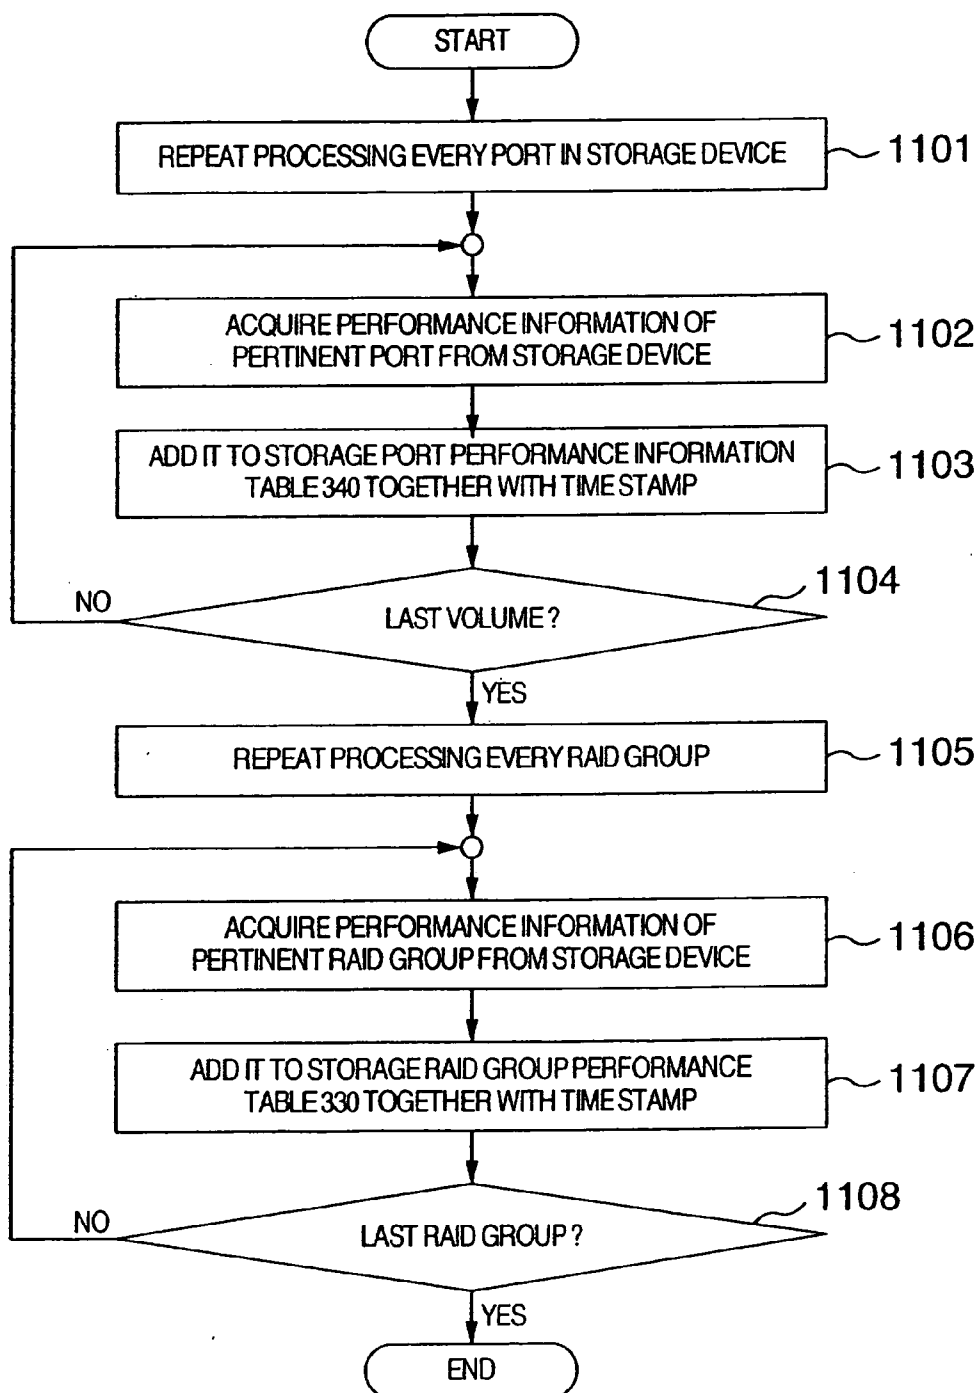 START
REPEAT PROCESSING EVERY PORT IN STORAGE DEVICE
1101
ACQUIRE PERFORMANCE INFORMATION OF
PERTINENT PORT FROM STORAGE DEVICE
1102
ADD IT TO STORAGE PORT PERFORMANCE INFORMATION
TABLE 340 TOGETHER WITH TIME STAMP
1103
1104
NO
LAST VOLUME?
YES
REPEAT PROCESSING EVERY RAID GROUP
1105
ACQUIRE PERFORMANCE INFORMATION OF
PERTINENT RAID GROUP FROM STORAGE DEVICE
1106
ADD IT TO STORAGE RAID GROUP PERFORMANCE
TABLE 330 TOGETHER WITH TIME STAMP
1107
1108
NO
LAST RAID GROUP?
YES
END